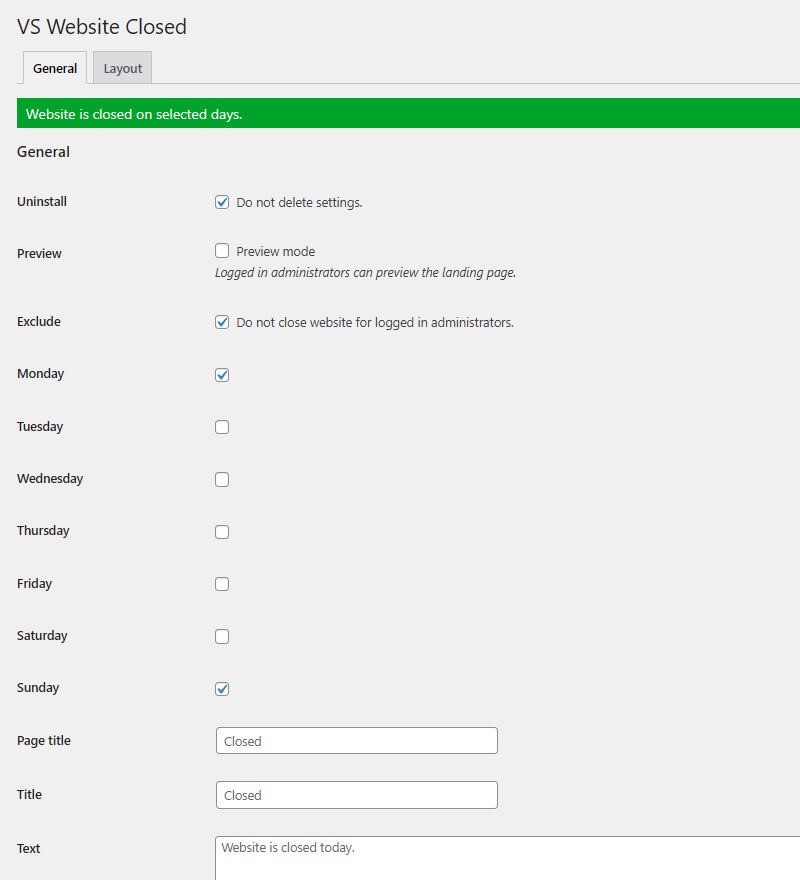 VS Website Closed
General Layout
Website is closed on selected days.
General
Uninstall Do not delete settings.
Preview Preview mode
Logged in administrators can preview the landing page.
Exclude Do not close website for logged in administrators.
Monday
Tuesday
Wednesday
Thursday
Friday
Saturday
Sunday
Page title Closed
Title Closed
Text Website is closed today.